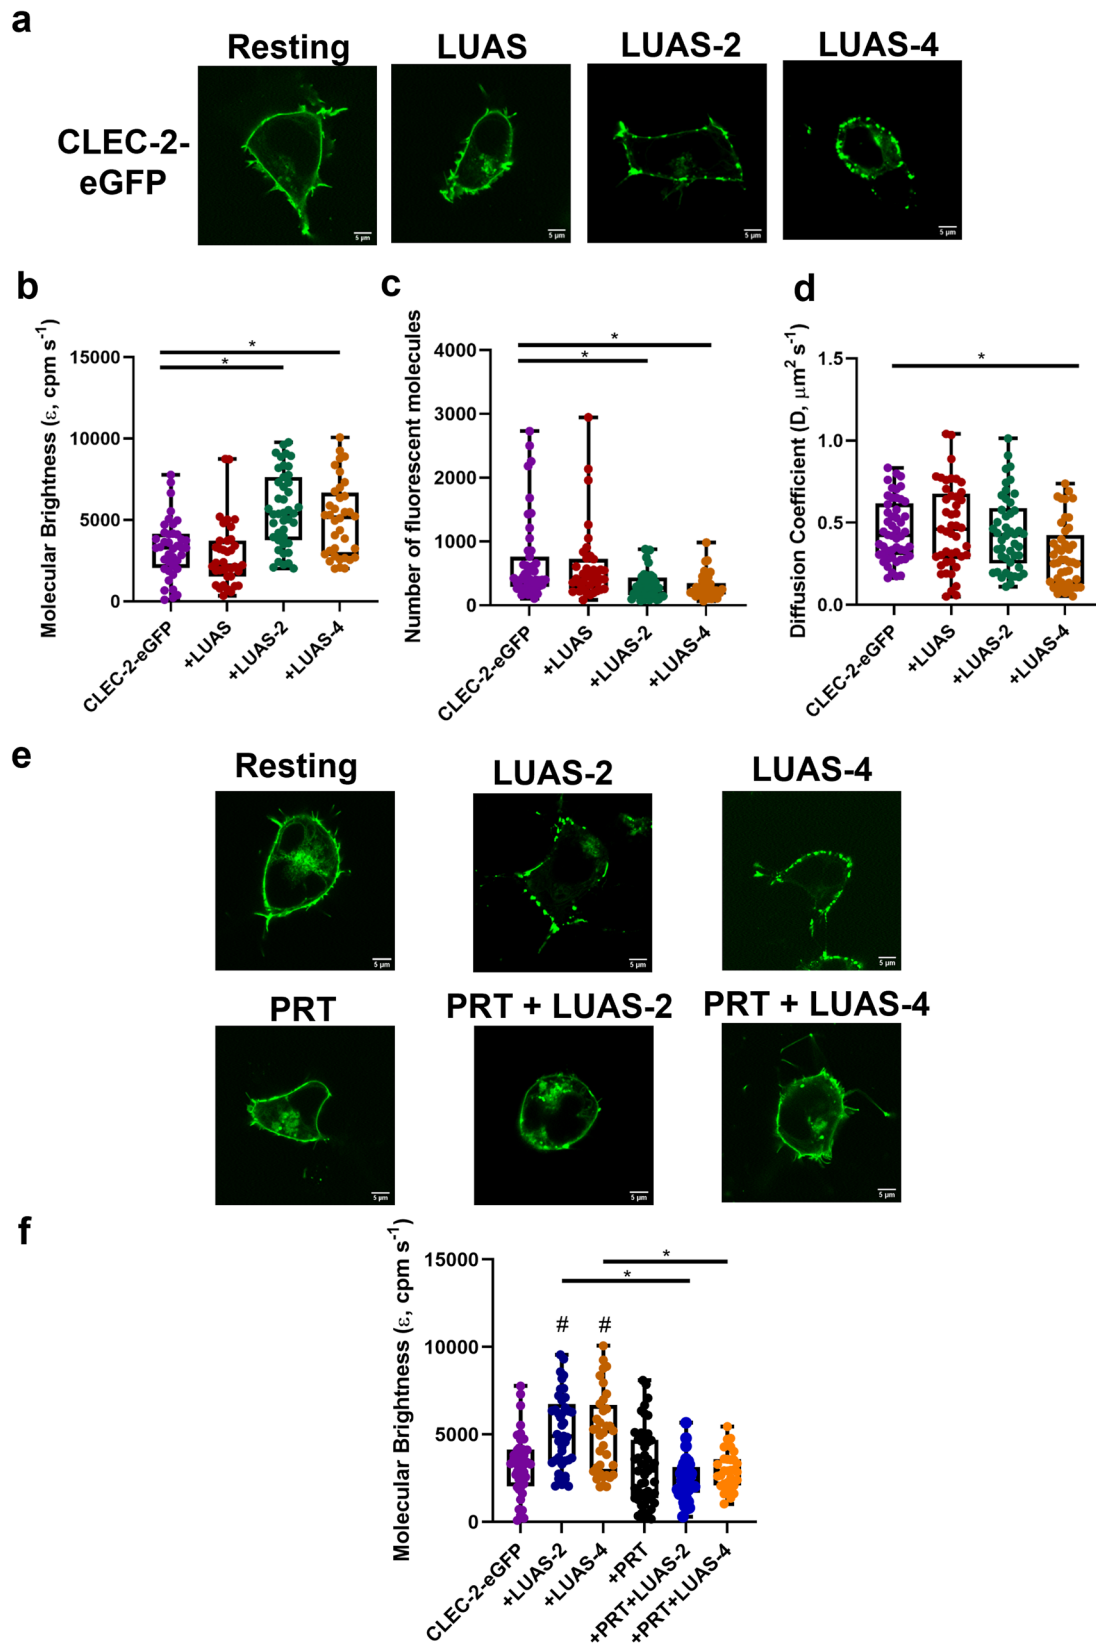 a
Resting
LUAS
LUAS-2
LUAS-4
CLEC-2-
eGFP
5 µm
5 µm
5 µm
5 µm
b
Molecular Brightness (ε, cpm s-1)
15000
10000
5000
0
*
*
CLEC-2-eGFP
+LUAS
+LUAS-2
+LUAS-4
c
Number of fluorescent molecules
4000
3000
2000
1000
0
*
*
CLEC-2-eGFP
+LUAS
+LUAS-2
+LUAS-4
d
Diffusion Coefficient (D, µm² s-1)
1.5
1.0
0.5
0.0
*
CLEC-2-eGFP
+LUAS
+LUAS-2
+LUAS-4
e
Resting
LUAS-2
LUAS-4
5 µm
5 µm
5 µm
PRT
PRT + LUAS-2
PRT + LUAS-4
5 µm
5 µm
5 µm
f
Molecular Brightness (ε, cpm s-1)
15000
10000
5000
0
*
*
# #
CLEC-2-eGFP
+LUAS-2
+LUAS-4
+PRT
+PRT+LUAS-2
+PRT+LUAS-4